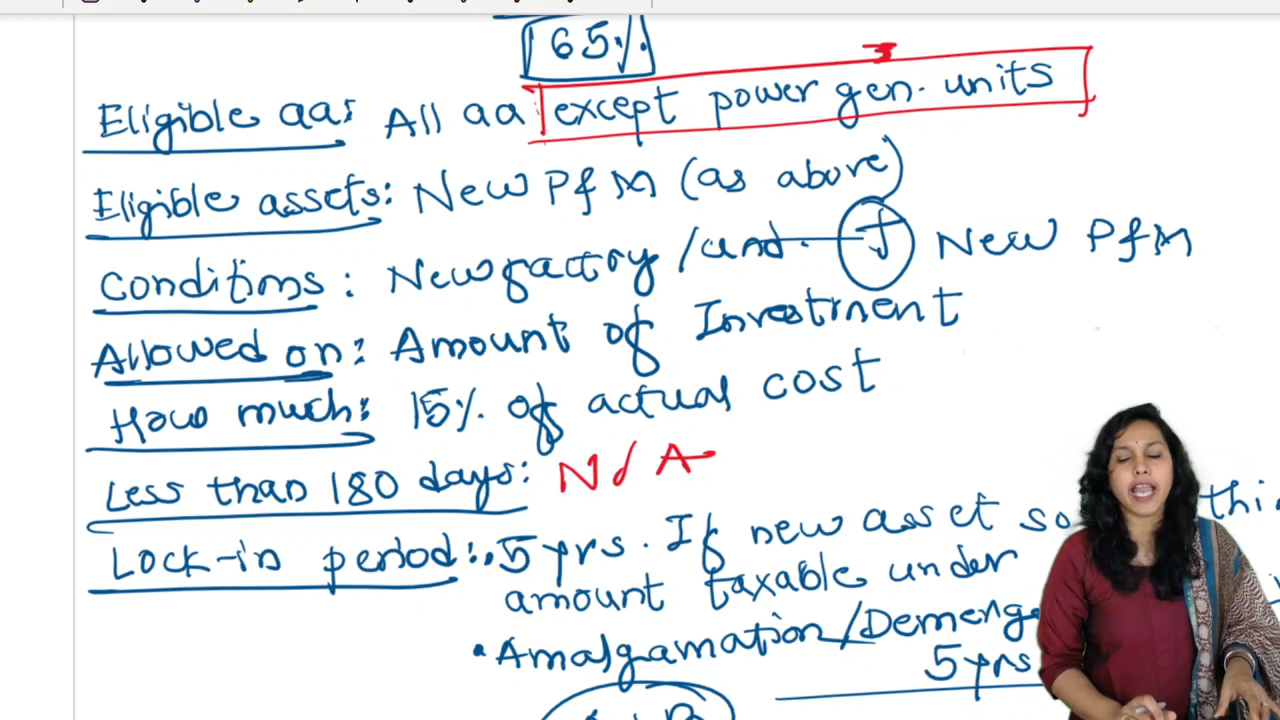 65%
Eligible aa: All aa except power gen. units
Eligible assets: New P&M (as above)
Conditions: New factory /und. + New P&M
Allowed on: Amount of Investment
How much: 15% of actual cost
Less than 180 days: N/A
Lock-in period: 5 yrs. If new asset so thi
amount taxable under
• Amalgamation/Demerge
5 yrs